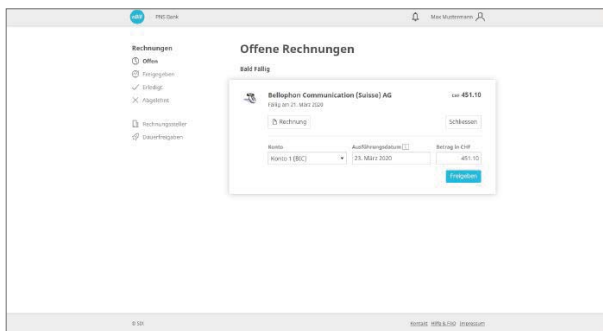 eBill PNG Bank Max Mustermann
Rechnungen
Offen
Freigegeben
Erledigt
Abgelehnt
Rechnungssteller
Dauerfreigaben
Offene Rechnungen
Bald Fällig
Bellophon Communication (Suisse) AG CHF 451.10
Fällig am 21. März 2020
Rechnung Schliessen
Konto Ausführungsdatum Betrag in CHF
Konto 1 (BIC) 23. März 2020 451.10
Freigeben
© SIX Kontakt Hilfe & FAQ Impressum